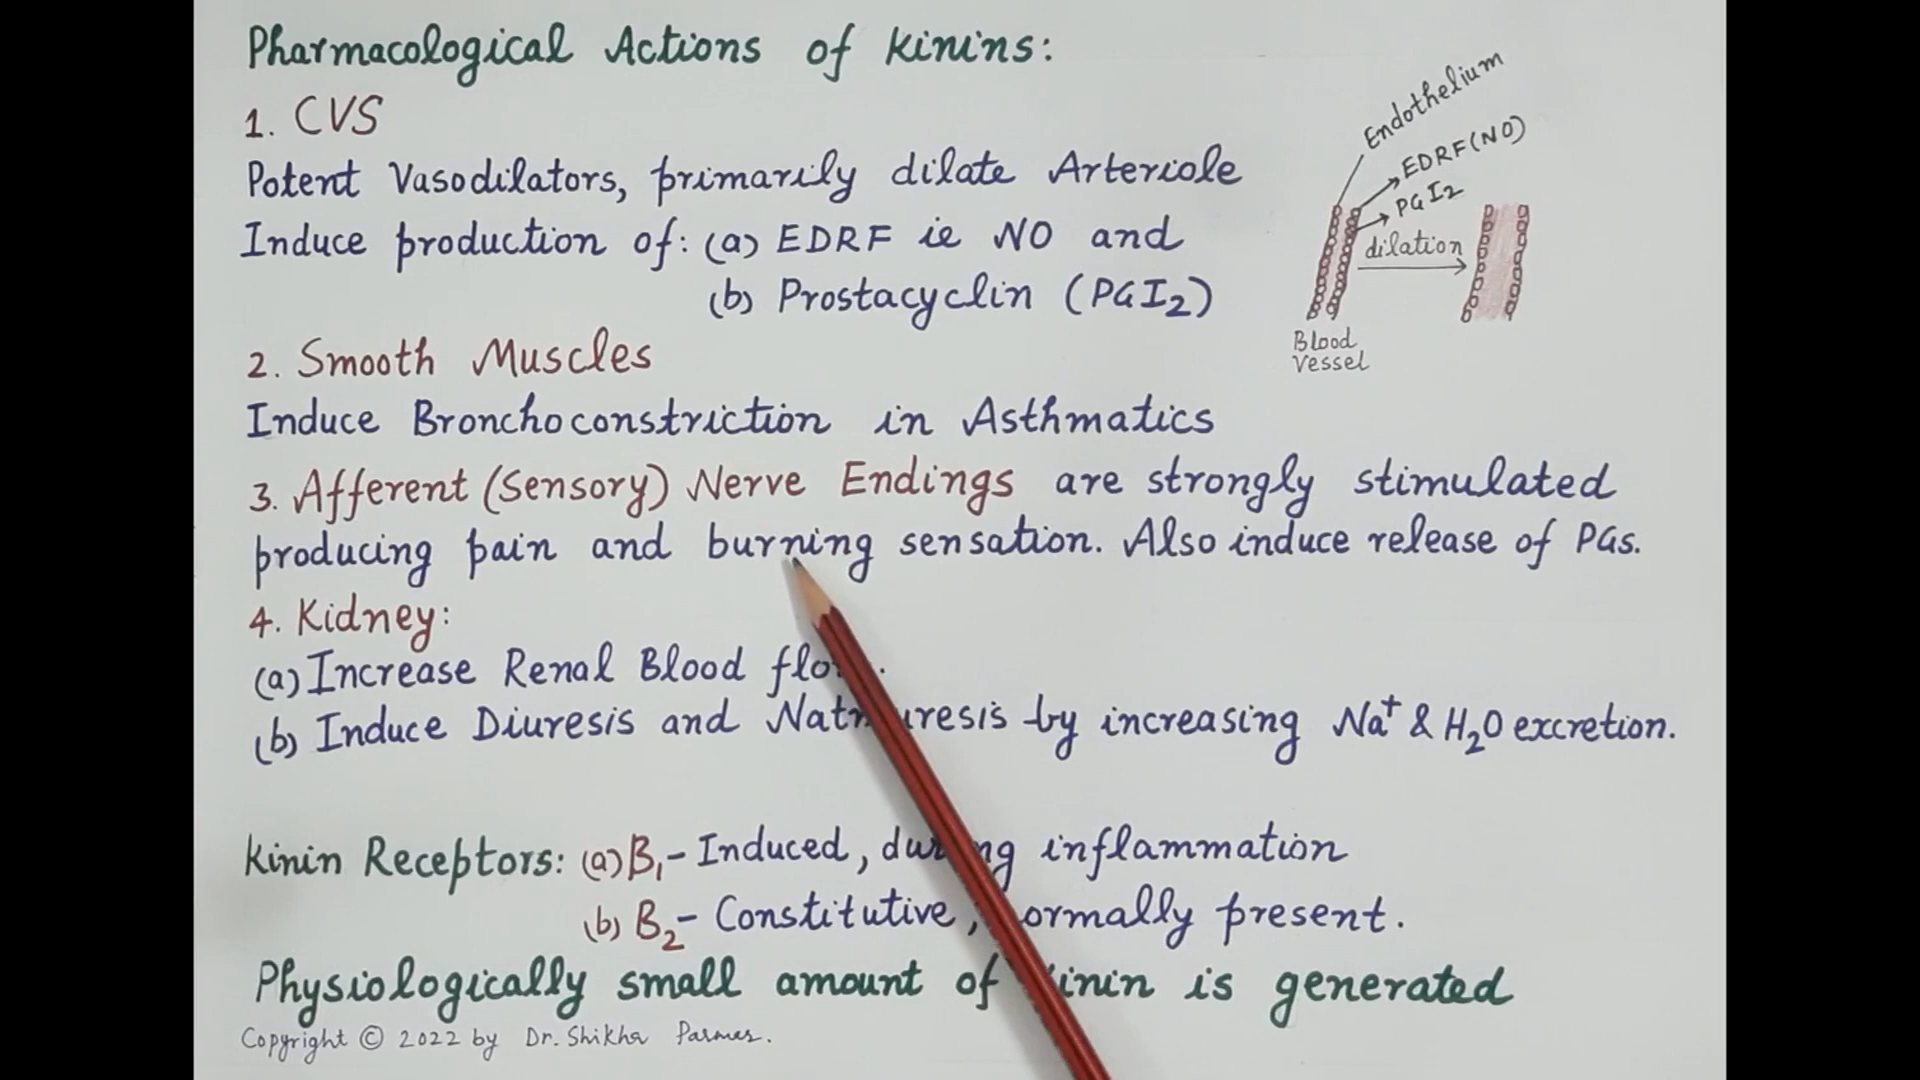 Pharmacological Actions of Kinins:
1. CVS
Potent Vasodilators, primarily dilate Arteriole
Induce production of: (a) EDRF ie NO and
(b) Prostacyclin (PGI2)
Endothelium
EDRF (NO)
PGI2
dilation
Blood
Vessel
2. Smooth Muscles
Induce Bronchoconstriction in Asthmatics
3. Afferent (Sensory) Nerve Endings are strongly stimulated
producing pain and burning sensation. Also induce release of PGs.
4. Kidney:
(a) Increase Renal Blood
(b) Induce Diuresis and by increasing Na+ & H2O excretion.
Kinin Receptors: (a) B1 - Induced, during inflammation
(b) B2 - Constitutive, present.
Physiologically small amount of is generated
Copyright © 2022 by Dr. Shikha Parmar.